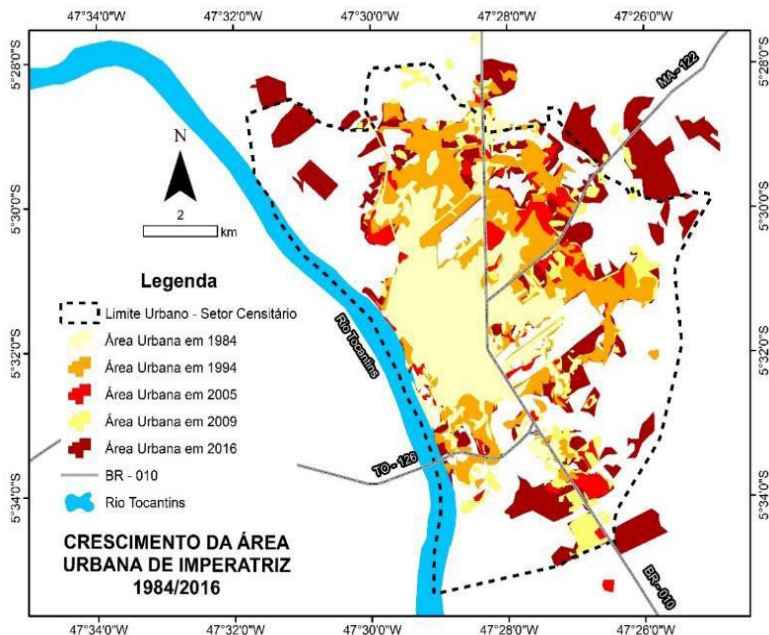 47°34'0"W 47°32'0"W 47°30'0"W 47°28'0"W 47°26'0"W
5°28'0"S
5°28'0"S
MA - 122
N
5°30'0"S
5°30'0"S
2
km
Legenda
Limite Urbano - Setor Censitário
Rio Tocantins
Área Urbana em 1984
5°32'0"S
5°32'0"S
Área Urbana em 1994
Área Urbana em 2005
Área Urbana em 2009
Área Urbana em 2016
TO - 126
BR - 010
Rio Tocantins
5°34'0"S
5°34'0"S
CRESCIMENTO DA ÁREA
URBANA DE IMPERATRIZ
1984/2016
BR - 010
47°34'0"W 47°32'0"W 47°30'0"W 47°28'0"W 47°26'0"W